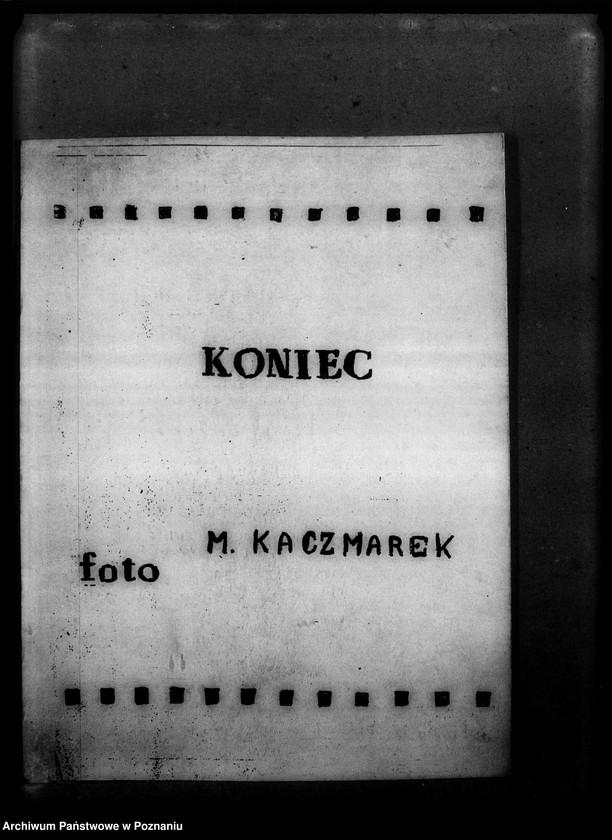 KONIEC
M. KACZMAREK
foto
Archiwum Państwowe w Poznaniu